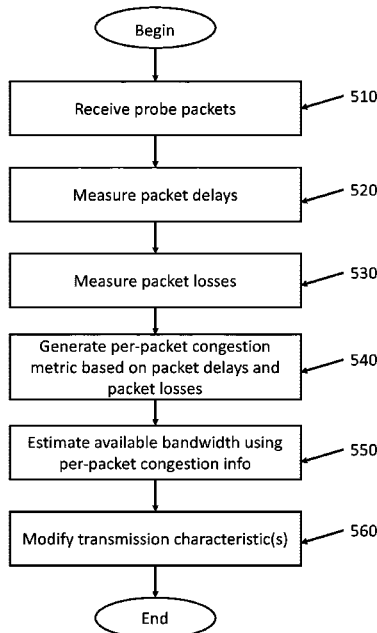 Begin
Receive probe packets
510
Measure packet delays
520
Measure packet losses
530
Generate per-packet congestion
metric based on packet delays and
packet losses
540
Estimate available bandwidth using
per-packet congestion info
550
Modify transmission characteristic(s)
560
End